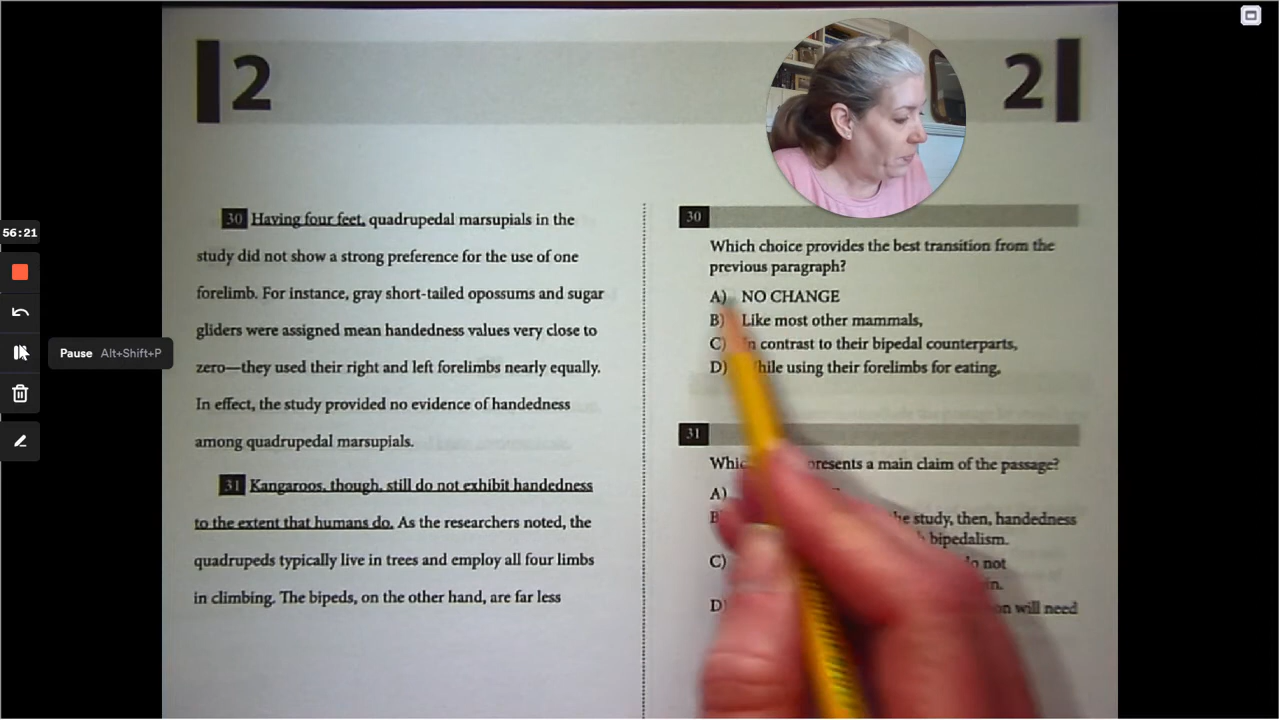 2
2
56:21
Pause Alt+Shift+P
30 Having four feet, quadrupedal marsupials in the
study did not show a strong preference for the use of one
forelimb. For instance, gray short-tailed opossums and sugar
gliders were assigned mean handedness values very close to
zero—they used their right and left forelimbs nearly equally.
In effect, the study provided no evidence of handedness
among quadrupedal marsupials.
31 Kangaroos, though, still do not exhibit handedness
to the extent that humans do. As the researchers noted, the
quadrupeds typically live in trees and employ all four limbs
in climbing. The bipeds, on the other hand, are far less
30
Which choice provides the best transition from the
previous paragraph?
A) NO CHANGE
B) Like most other mammals,
C) In contrast to their bipedal counterparts,
D) While using their forelimbs for eating,
31
presents a main claim of the passage?
A)
the study, then, handedness
bipedalism.
C) do not
D) will need